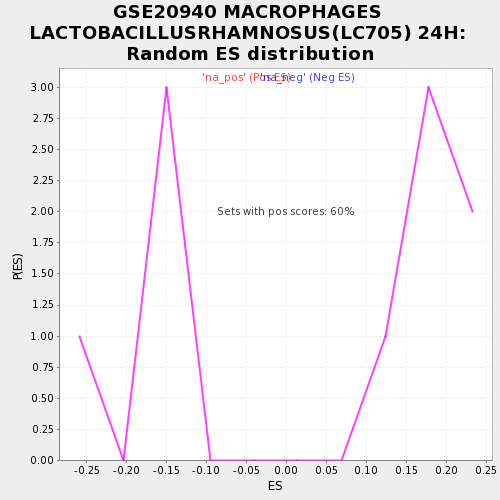 GSE20940 MACROPHAGES
LACTOBACILLUSRHAMNOSUS(LC705) 24H:
Random ES distribution
'na_pos' (Pos ES) 'na_neg' (Neg ES)
Sets with pos scores: 60%
P(ES)
3.00
2.75
2.50
2.25
2.00
1.75
1.50
1.25
1.00
0.75
0.50
0.25
0.00
-0.25 -0.20 -0.15 -0.10 -0.05 0.00 0.05 0.10 0.15 0.20 0.25
ES